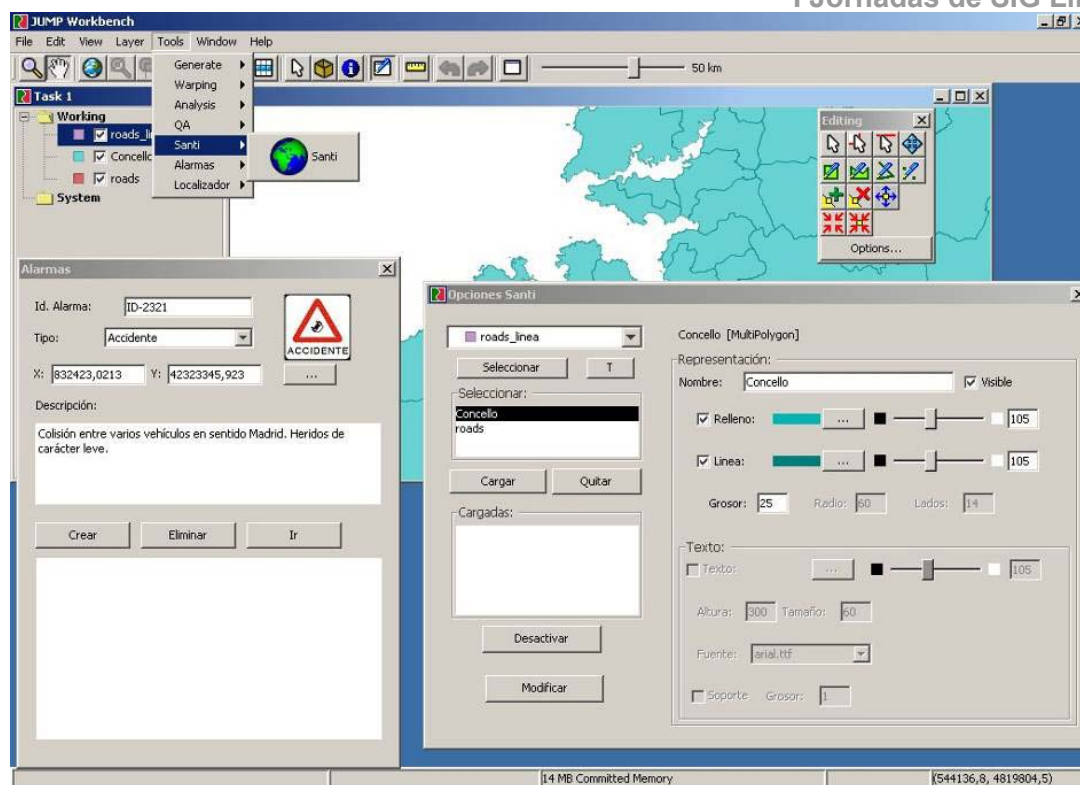 I Jornadas de SIG Li
JUMP Workbench
File Edit View Layer Tools Window Help
50 km
Task 1
Working
roads_li
Concello
roads
System
Generate
Warping
Analysis
QA
Santi
Alarmas
Localizador
Santi
Editing
Options...
Alarmas
Id. Alarma: ID-2321
Tipo: Accidente
ACCIDENTE
X: 832423,0213 Y: 42323345,923 ...
Descripción:
Colisión entre varios vehículos en sentido Madrid. Heridos de
carácter leve.
Crear Eliminar Ir
Opciones Santi
roads_linea
Seleccionar T
Seleccionar:
Concello
roads
Cargar Quitar
Cargadas:
Desactivar
Modificar
Concello [MultiPolygon]
Representación:
Nombre: Concello Visible
Relleno: ... 105
Linea: ... 105
Grosor: 25 Radio: 60 Lados: 14
Texto:
Texto: ... 105
Altura: 300 Tamaño: 60
Fuente: arial.ttf
Soporte Grosor: 1
14 MB Committed Memory (544136,8, 4819804,5)